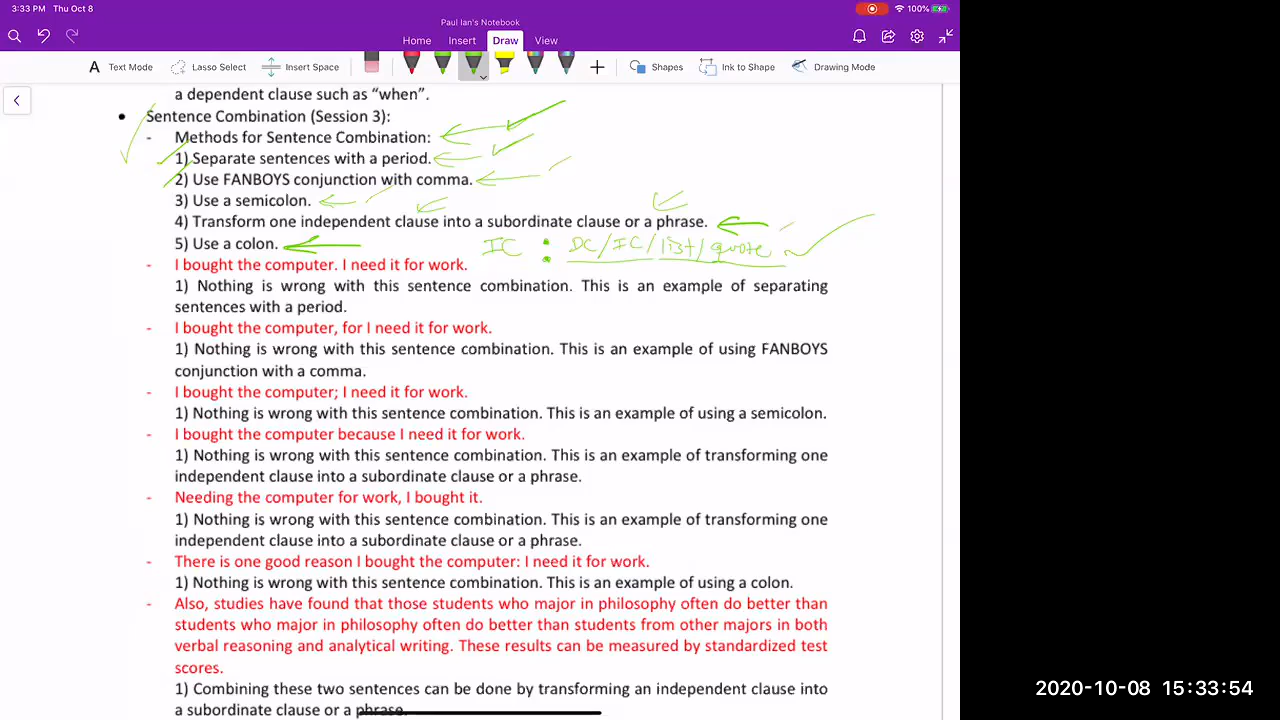 3:33 PM Thu Oct 8
100%
Paul Ian's Notebook
Home Insert Draw View
A Text Mode Lasso Select Insert Space Shapes Ink to Shape Drawing Mode
a dependent clause such as “when”.
• Sentence Combination (Session 3):
- Methods for Sentence Combination:
1) Separate sentences with a period.
2) Use FANBOYS conjunction with comma.
3) Use a semicolon.
4) Transform one independent clause into a subordinate clause or a phrase.
5) Use a colon. IC : DC/IC/list/quote
- I bought the computer. I need it for work.
1) Nothing is wrong with this sentence combination. This is an example of separating
sentences with a period.
- I bought the computer, for I need it for work.
1) Nothing is wrong with this sentence combination. This is an example of using FANBOYS
conjunction with a comma.
- I bought the computer; I need it for work.
1) Nothing is wrong with this sentence combination. This is an example of using a semicolon.
- I bought the computer because I need it for work.
1) Nothing is wrong with this sentence combination. This is an example of transforming one
independent clause into a subordinate clause or a phrase.
- Needing the computer for work, I bought it.
1) Nothing is wrong with this sentence combination. This is an example of transforming one
independent clause into a subordinate clause or a phrase.
- There is one good reason I bought the computer: I need it for work.
1) Nothing is wrong with this sentence combination. This is an example of using a colon.
- Also, studies have found that those students who major in philosophy often do better than
students who major in philosophy often do better than students from other majors in both
verbal reasoning and analytical writing. These results can be measured by standardized test
scores.
1) Combining these two sentences can be done by transforming an independent clause into
a subordinate clause or a phrase.
2020-10-08 15:33:54